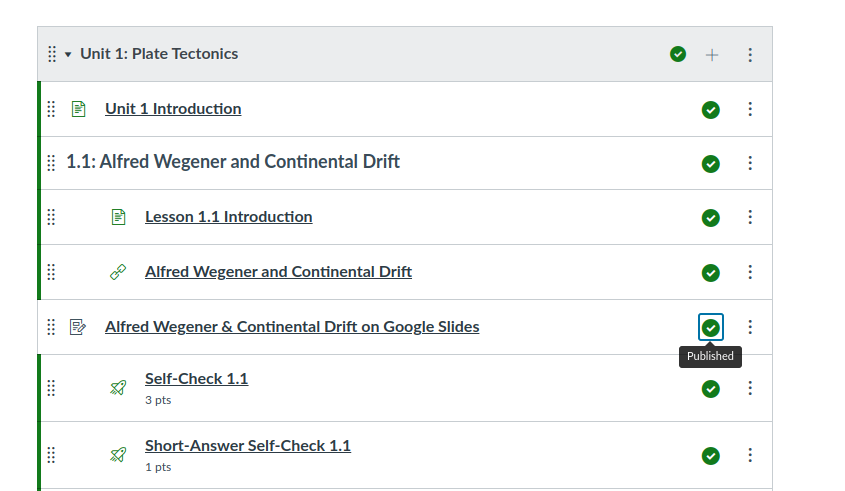 Unit 1: Plate Tectonics
Unit 1 Introduction
1.1: Alfred Wegener and Continental Drift
Lesson 1.1 Introduction
Alfred Wegener and Continental Drift
Alfred Wegener & Continental Drift on Google Slides
Published
Self-Check 1.1
3 pts
Short-Answer Self-Check 1.1
1 pts